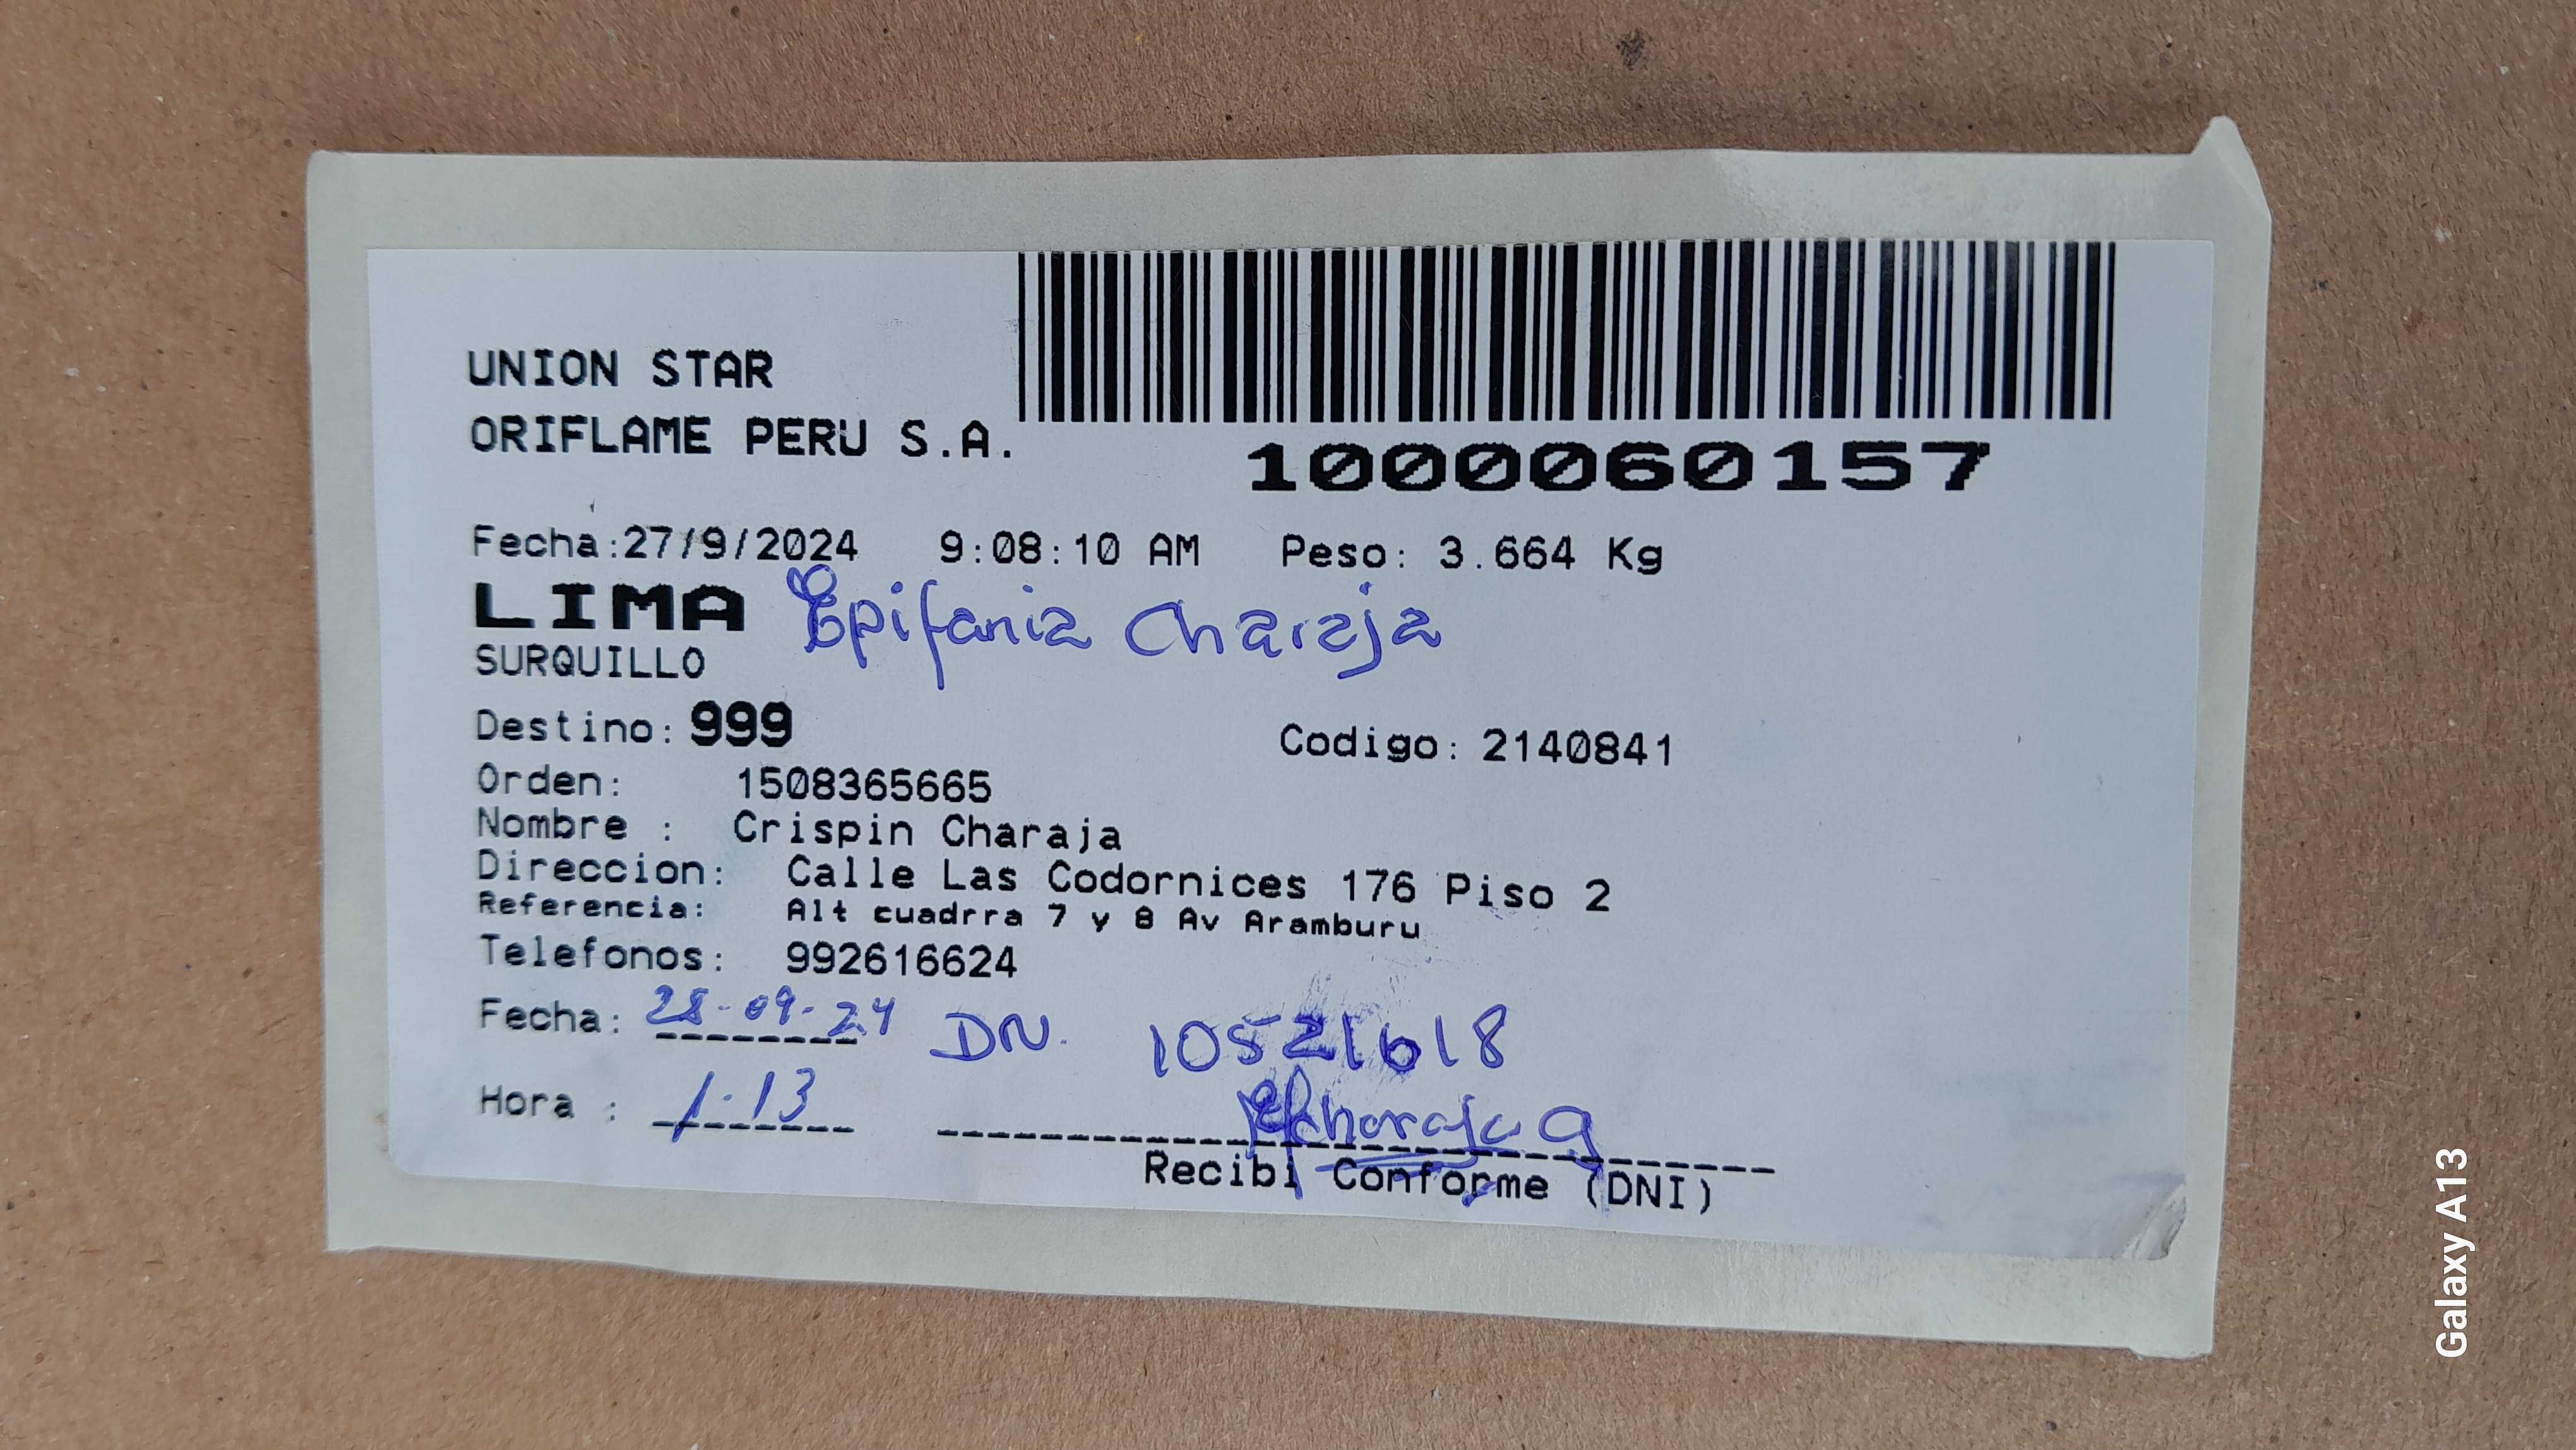 UNION STAR
ORIFLAME PERU S.A.
1000060157
Fecha:27/9/2024 9:08:10 AM Peso: 3.664 Kg
LIMA Epifania Charaja
SURQUILLO
Destino: 999 Codigo: 2140841
Orden: 1508365665
Nombre : Crispin Charaja
Direccion: Calle Las Codornices 176 Piso 2
Referencia: Alt cuadrra 7 y 8 Av Aramburu
Telefonos: 992616624
Fecha: 28-09-24 DN. 10521618
Hora : 1:13
Recibi Conforme (DNI)
Galaxy A13